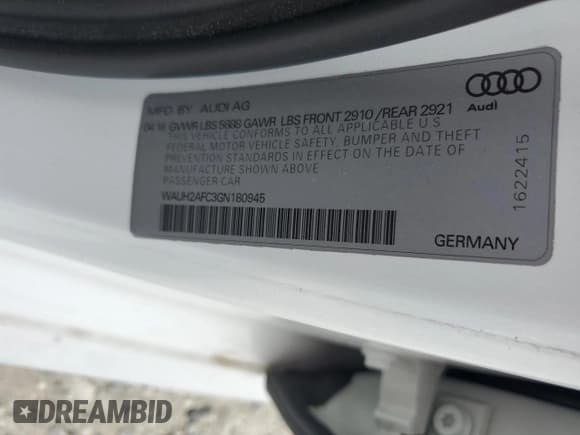 MFD BY AUDI AG
04 16 GVWR LBS 5688 GAWR LBS FRONT 2910 /REAR 2921
THIS VEHICLE CONFORMS TO ALL APPLICABLE U S
FEDERAL MOTOR VEHICLE SAFETY, BUMPER AND THEFT
PREVENTION STANDARDS IN EFFECT ON THE DATE OF
MANUFACTURE SHOWN ABOVE
PASSENGER CAR
WAUH2AFC3GN180945
GERMANY
Audi
1622415
DREAMBID